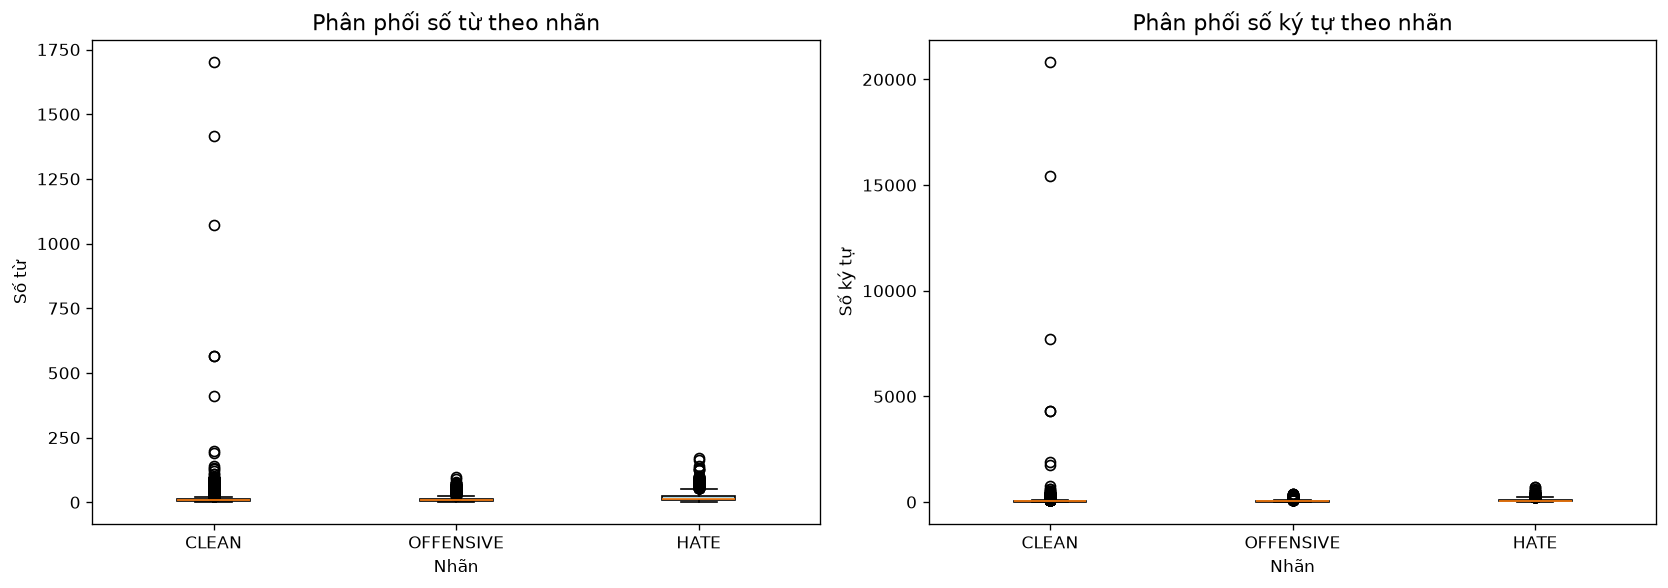 Phân phối số từ theo nhãn
1750
1500
1250
1000
750
500
250
0
Số từ
CLEAN
OFFENSIVE
HATE
Nhãn
Phân phối số ký tự theo nhãn
20000
15000
10000
5000
0
Số ký tự
CLEAN
OFFENSIVE
HATE
Nhãn